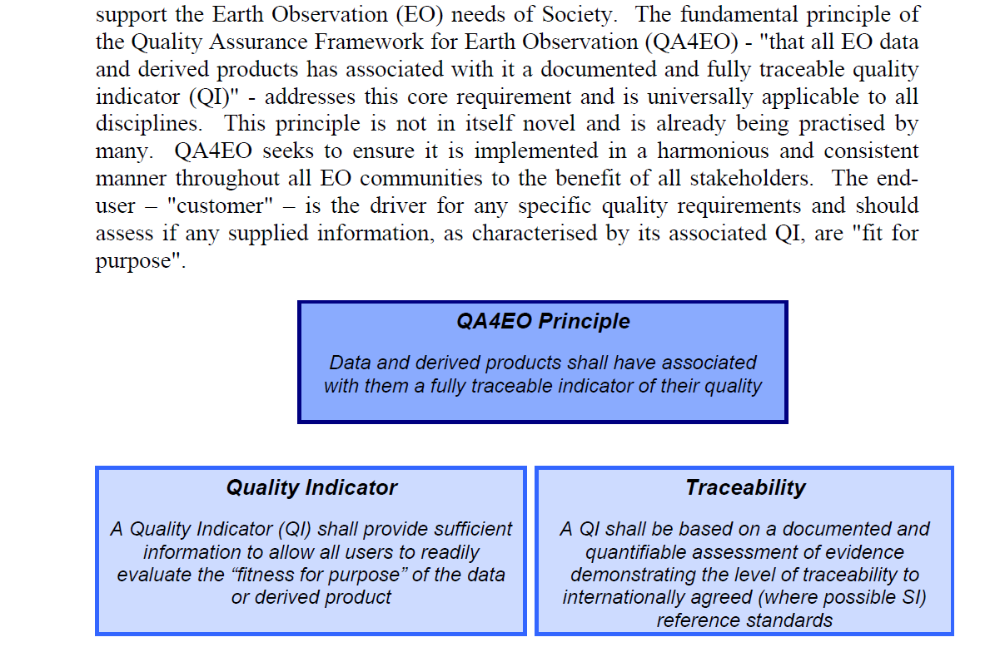 support the Earth Observation (EO) needs of Society.  The fundamental principle of
the Quality Assurance Framework for Earth Observation (QA4EO) - "that all EO data
and derived products has associated with it a documented and fully traceable quality
indicator (QI)" - addresses this core requirement and is universally applicable to all
disciplines.  This principle is not in itself novel and is already being practised by
many.  QA4EO seeks to ensure it is implemented in a harmonious and consistent
manner throughout all EO communities to the benefit of all stakeholders.  The end-
user – "customer" – is the driver for any specific quality requirements and should
assess if any supplied information, as characterised by its associated QI, are "fit for
purpose".
QA4EO Principle
Data and derived products shall have associated
with them a fully traceable indicator of their quality
Quality Indicator
A Quality Indicator (QI) shall provide sufficient
information to allow all users to readily
evaluate the “fitness for purpose” of the data
or derived product
Traceability
A QI shall be based on a documented and
quantifiable assessment of evidence
demonstrating the level of traceability to
internationally agreed (where possible SI)
reference standards